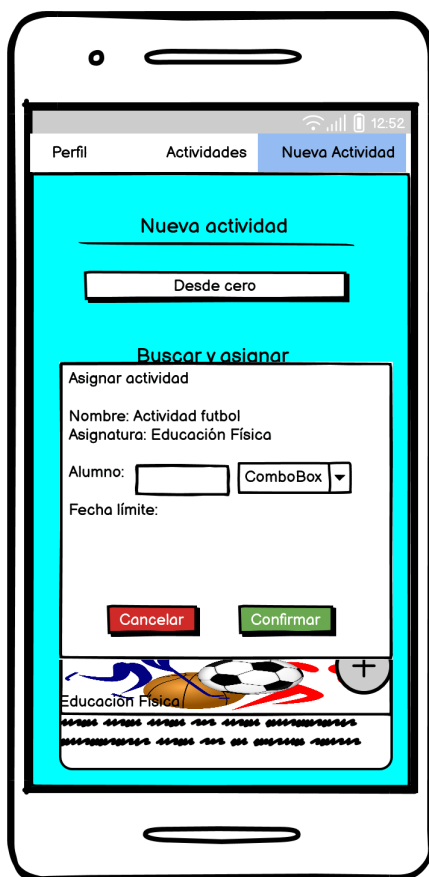 12:52
Perfil Actividades Nueva Actividad
Nueva actividad
Desde cero
Buscar y asignar
Asignar actividad
Nombre: Actividad futbol
Asignatura: Educación Física
Alumno: ComboBox
Fecha límite:
Cancelar Confirmar
+
Educación Física